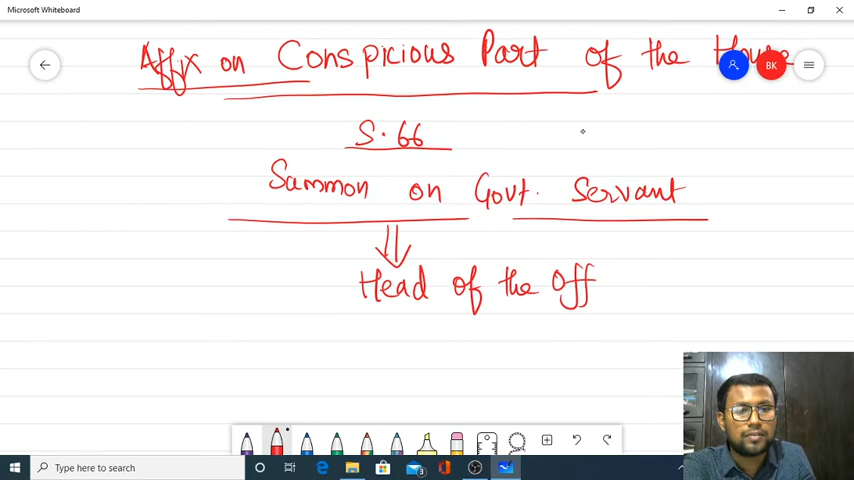 Microsoft Whiteboard
Affix on Conspicious Part of the House
BK
S. 66
Summon on Govt. Servant
Head of the Off
3
Type here to search